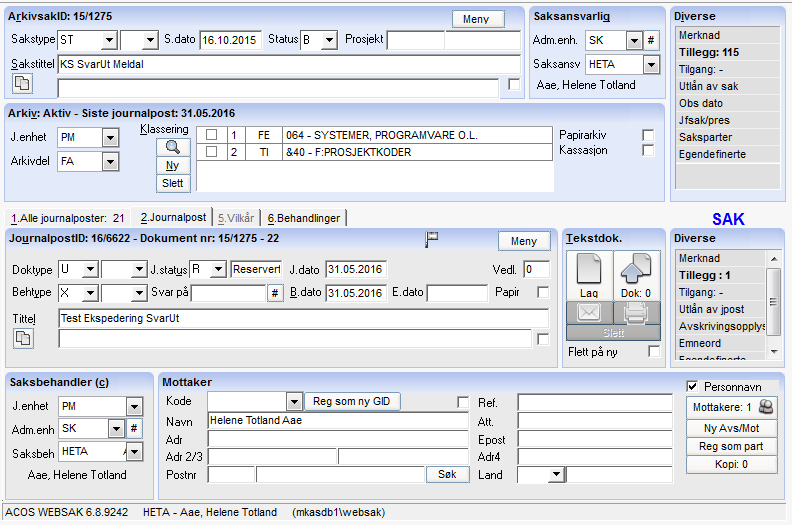 ArkivsakID: 15/1275 Meny
Sakstype ST S.dato 16.10.2015 Status B Prosjekt
Sakstittel KS SvarUt Meldal
Saksansvarlig
Adm.enh. SK #
Saksansv HETA
Aae, Helene Totland
Diverse
Merknad
Tillegg: 115
Tilgang: -
Utlån av sak
Obs dato
Jfsak/pres
Saksparter
Egendefinerte
Arkiv: Aktiv - Siste journalpost: 31.05.2016
J.enhet PM
Arkivdel FA
Klassering
Ny
Slett
1 FE 064 - SYSTEMER, PROGRAMVARE O.L.
2 TI &40 - F:PROSJEKTKODER
Papirarkiv
Kassasjon
1.Alle journalposter: 21 2.Journalpost 5.Vilkår 6.Behandlinger SAK
JournalpostID: 16/6622 - Dokument nr: 15/1275 - 22 Meny
Doktype U J.status R Reservert J.dato 31.05.2016 Vedl. 0
Behtype X Svar på # B.dato 31.05.2016 E.dato Papir
Tittel Test Ekspedering SvarUt
Tekstdok.
Lag Dok: 0
Slett
Flett på ny
Diverse
Merknad
Tillegg : 1
Tilgang: -
Utlån av jpost
Avskrivingsopplys
Emneord
Egendefinerte
Saksbehandler (c)
J.enhet PM
Adm.enh SK #
Saksbeh HETA A
Aae, Helene Totland
Mottaker
Kode Reg som ny GID
Navn Helene Totland Aae
Adr
Adr 2/3
Postnr Søk
Ref.
Att.
Epost
Adr4
Land
Personnavn
Mottakere: 1
Ny Avs/Mot
Reg som part
Kopi: 0
ACOS WEBSAK 6.8.9242 HETA - Aae, Helene Totland (mkasdb1\websak)